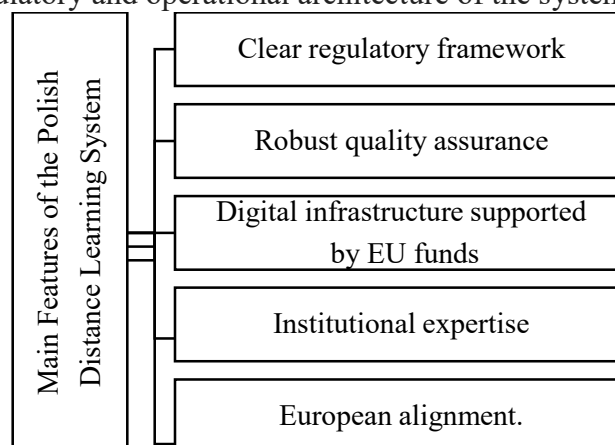 ulatory and operational architecture of the system
Main Features of the Polish
Distance Learning System
Clear regulatory framework
Robust quality assurance
Digital infrastructure supported
by EU funds
Institutional expertise
European alignment.